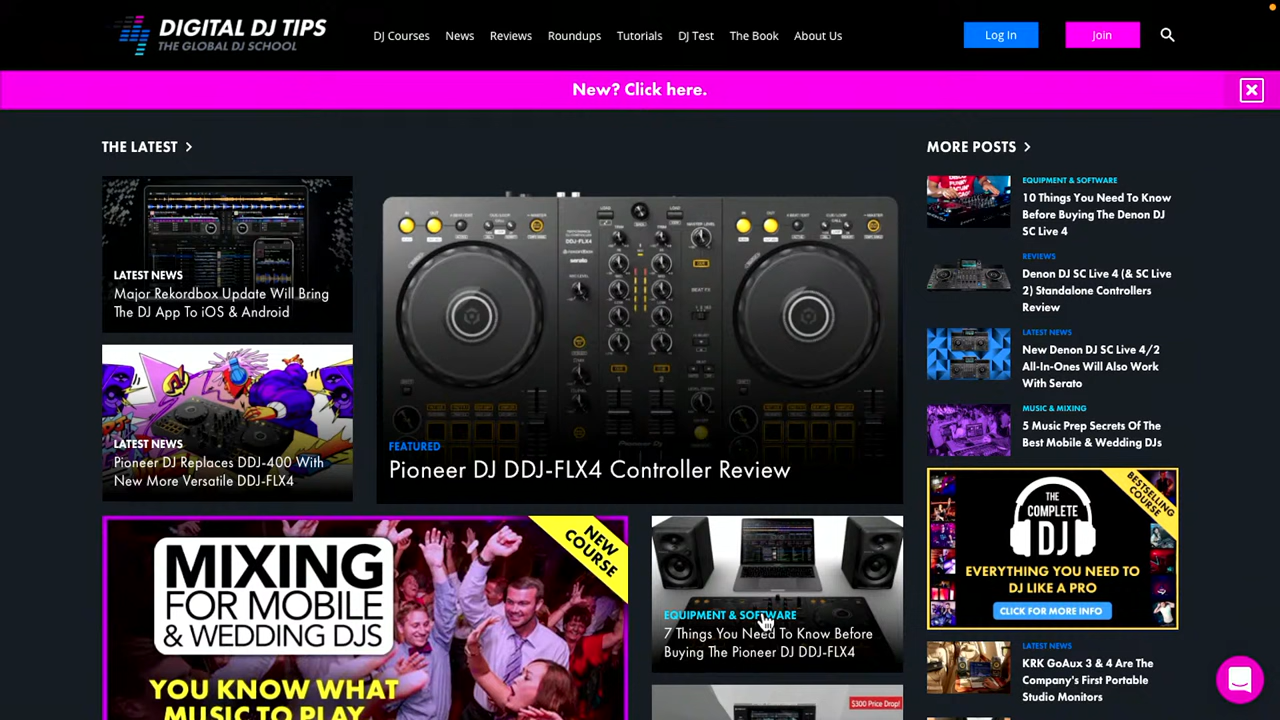 DIGITAL DJ TIPS
THE GLOBAL DJ SCHOOL
DJ Courses
News
Reviews
Roundups
Tutorials
DJ Test
The Book
About Us
Log In
Join
New? Click here.
THE LATEST >
LATEST NEWS
Major Rekordbox Update Will Bring
The DJ App To iOS & Android
LATEST NEWS
Pioneer DJ Replaces DDJ-400 With
New More Versatile DDJ-FLX4
DDJ-FLX4
rekordbox
serato
Pioneer DJ
FEATURED
Pioneer DJ DDJ-FLX4 Controller Review
NEW
COURSE
MIXING
FOR MOBILE
& WEDDING DJS
YOU KNOW WHAT
MUSIC TO PLAY
EQUIPMENT & SOFTWARE
7 Things You Need To Know Before
Buying The Pioneer DJ DDJ-FLX4
$300 Price Drop!
MORE POSTS >
EQUIPMENT & SOFTWARE
10 Things You Need To Know
Before Buying The Denon DJ
SC Live 4
REVIEWS
Denon DJ SC Live 4 (& SC Live
2) Standalone Controllers
Review
LATEST NEWS
New Denon DJ SC Live 4/2
All-In-Ones Will Also Work
With Serato
MUSIC & MIXING
5 Music Prep Secrets Of The
Best Mobile & Wedding DJs
BESTSELLING
COURSE
THE
COMPLETE
DJ
EVERYTHING YOU NEED TO
DJ LIKE A PRO
CLICK FOR MORE INFO
LATEST NEWS
KRK GoAux 3 & 4 Are The
Company's First Portable
Studio Monitors